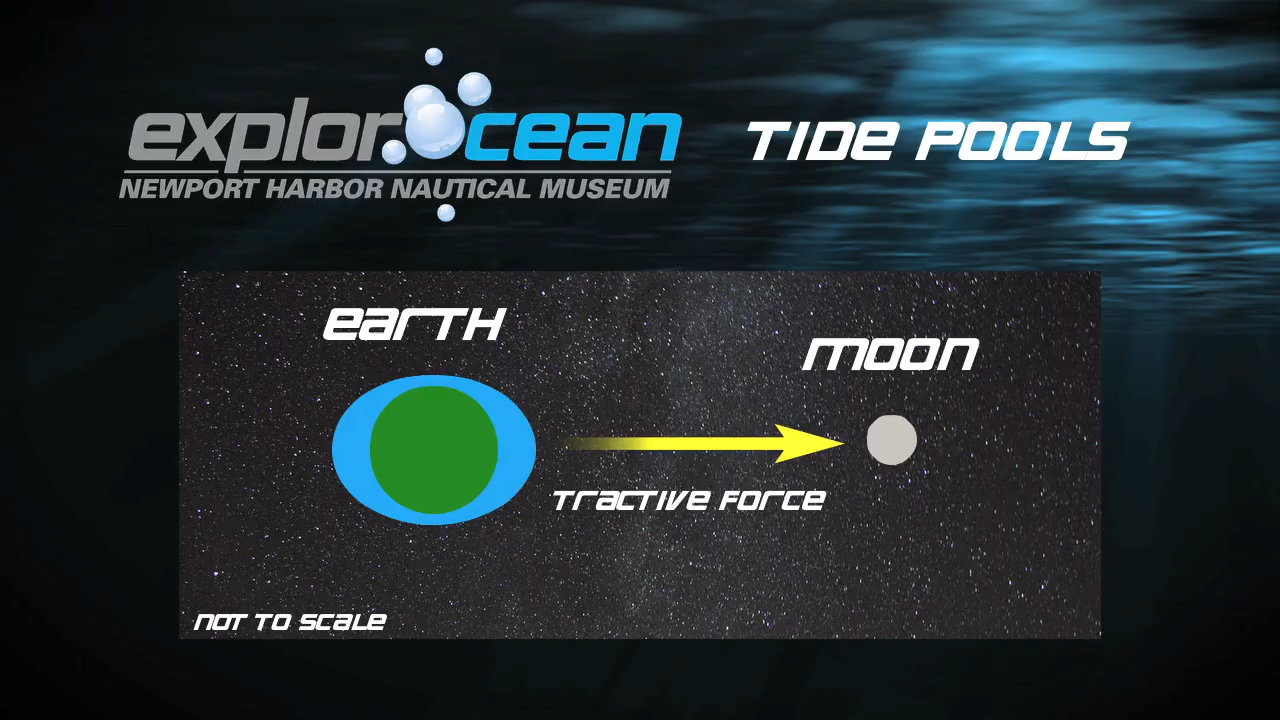 explorocean
TIDE POOLS
NEWPORT HARBOR NAUTICAL MUSEUM
EARTH
MOON
TRACTIVE FORCE
NOT TO SCALE